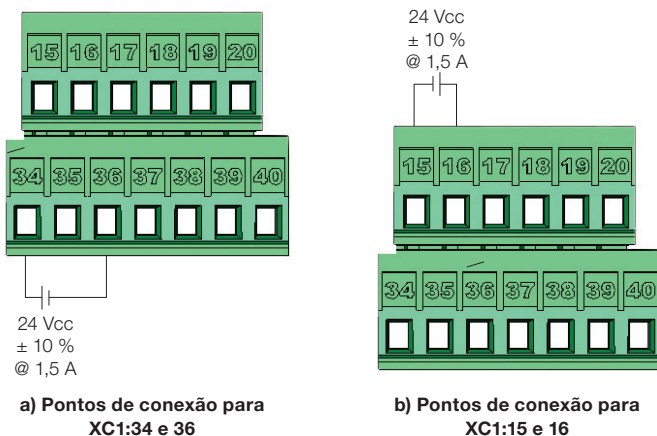 15 16 17 18 19 20
34 35 36 37 38 39 40
24 Vcc
± 10 %
@ 1,5 A
a) Pontos de conexão para
XC1:34 e 36
24 Vcc
± 10 %
@ 1,5 A
15 16 17 18 19 20
34 35 36 37 38 39 40
b) Pontos de conexão para
XC1:15 e 16